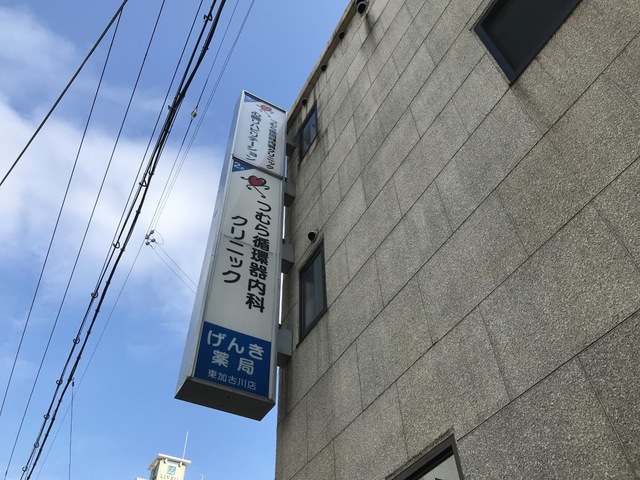 2F
つむら循環器内科
クリニック
げんき
薬局
東加古川店